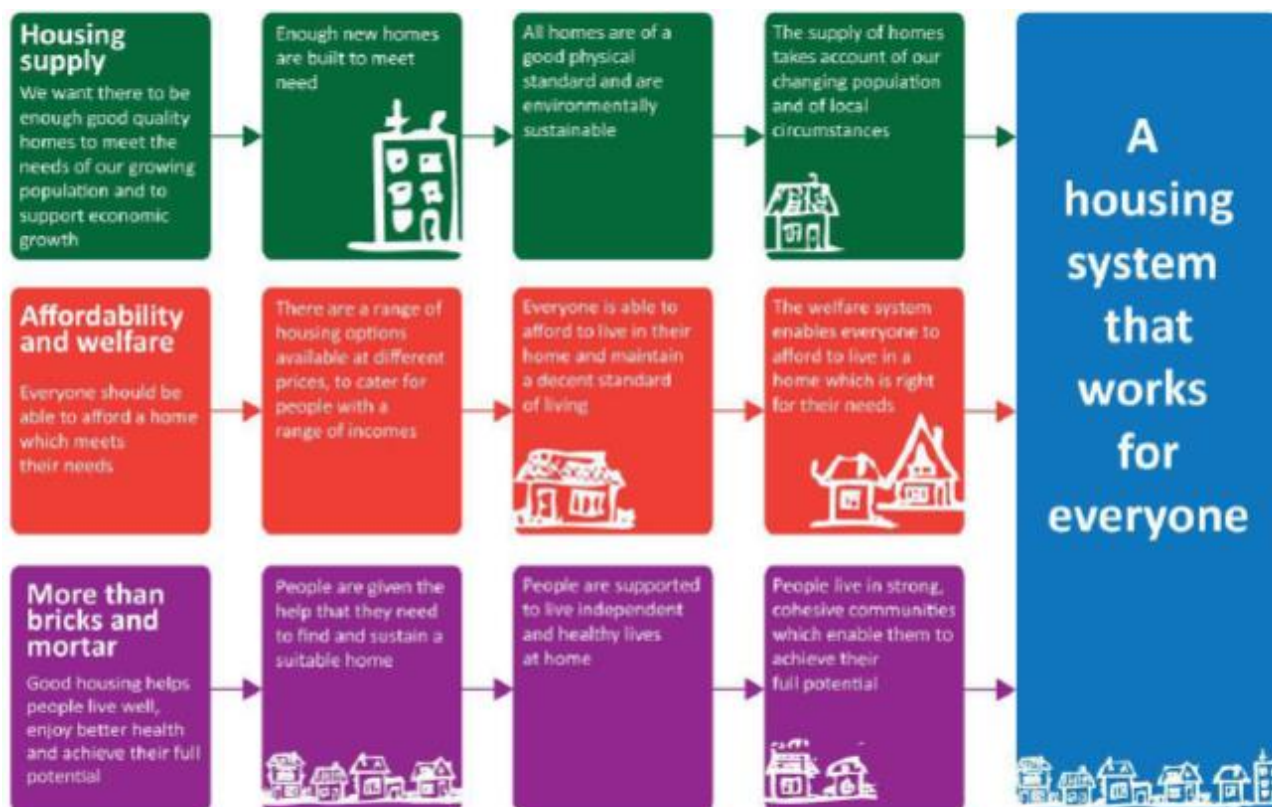 Housing
supply
We want there to be
enough good quality
homes to meet the
needs of our growing
population and to
support economic
growth
Enough new homes
are built to meet
need
All homes are of a
good physical
standard and are
environmentally
sustainable
The supply of homes
takes account of our
changing population
and of local
circumstances
Affordability
and welfare
Everyone should be
able to afford a home
which meets
their needs
There are a range of
housing options
available at different
prices, to cater for
people with a
range of incomes
Everyone is able to
afford to live in their
home and maintain
a decent standard
of living
The welfare system
enables everyone to
afford to live in a
home which is right
for their needs
More than
bricks and
mortar
Good housing helps
people live well,
enjoy better health
and achieve their full
potential
People are given the
help that they need
to find and sustain a
suitable home
People are supported
to live independent
and healthy lives
at home
People live in strong,
cohesive communities
which enable them to
achieve their
full potential
A
housing
system
that
works
for
everyone